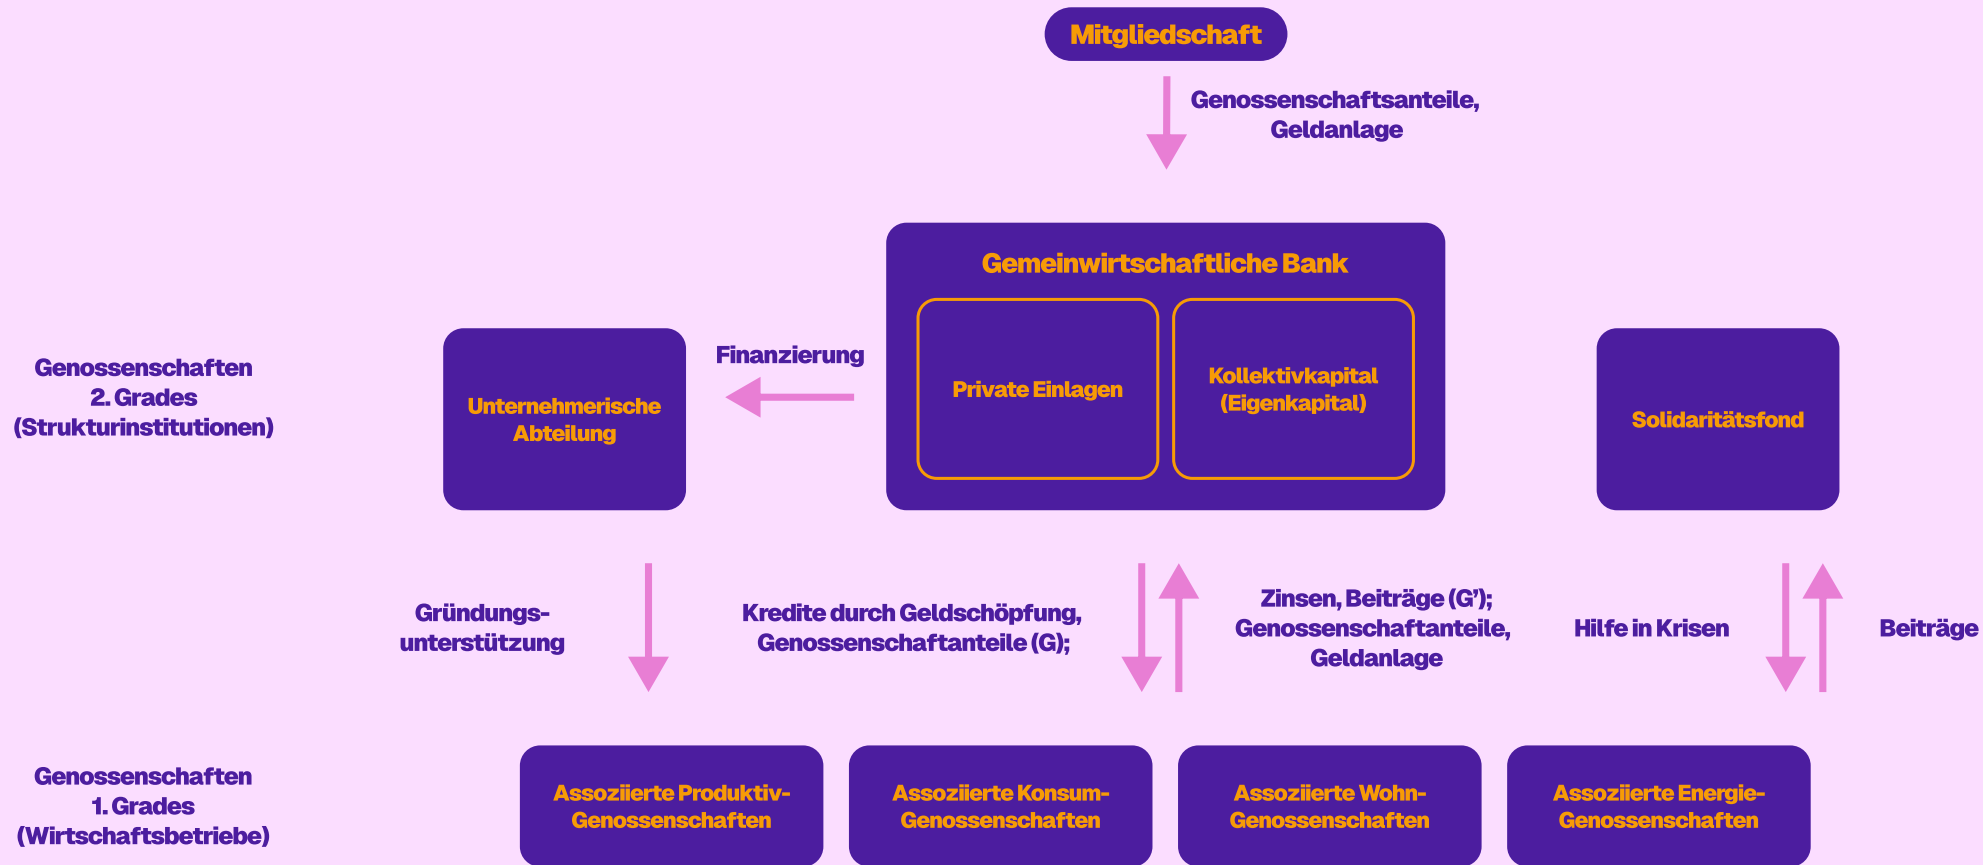 Mitgliedschaft
Genossenschaftsanteile,
Geldanlage
Gemeinwirtschaftliche Bank
Private Einlagen
Kollektivkapital
(Eigenkapital)
Genossenschaften
2. Grades
(Strukturinstitutionen)
Unternehmerische
Abteilung
Finanzierung
Solidaritätsfond
Gründungs-
unterstützung
Kredite durch Geldschöpfung,
Genossenschaftanteile (G);
Zinsen, Beiträge (G’);
Genossenschaftanteile,
Geldanlage
Hilfe in Krisen
Beiträge
Genossenschaften
1. Grades
(Wirtschaftsbetriebe)
Assoziierte Produktiv-
Genossenschaften
Assoziierte Konsum-
Genossenschaften
Assoziierte Wohn-
Genossenschaften
Assoziierte Energie-
Genossenschaften